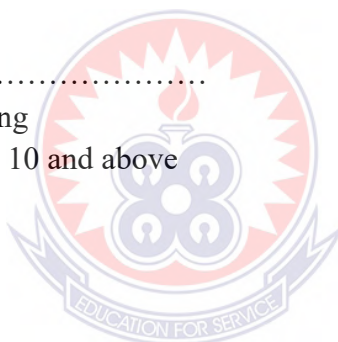 …………………
ng
10 and above
EDUCATION FOR SERVICE